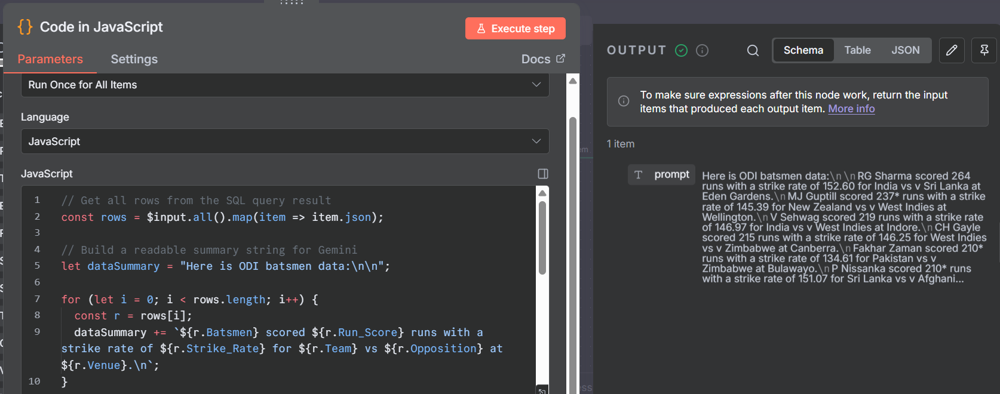 {} Code in JavaScript
Execute step
Parameters
Settings
Docs
Run Once for All Items
Language
JavaScript
JavaScript
1 // Get all rows from the SQL query result
2 const rows = $input.all().map(item => item.json);
3
4 // Build a readable summary string for Gemini
5 let dataSummary = "Here is ODI batsmen data:\n\n";
6
7 for (let i = 0; i < rows.length; i++) {
8 const r = rows[i];
9 dataSummary += `${r.Batsmen} scored ${r.Run_Score} runs with a
strike rate of ${r.Strike_Rate} for ${r.Team} vs ${r.Opposition} at
${r.Venue}.\n`;
10 }
OUTPUT
Schema
Table
JSON
To make sure expressions after this node work, return the input
items that produced each output item. More info
1 item
T prompt
Here is ODI batsmen data:\n\nRG Sharma scored 264
runs with a strike rate of 152.60 for India vs v Sri Lanka at
Eden Gardens.\nMJ Guptill scored 237* runs with a strike
rate of 145.39 for New Zealand vs v West Indies at
Wellington.\nV Sehwag scored 219 runs with a strike rate
of 146.97 for India vs v West Indies at Indore.\nCH Gayle
scored 215 runs with a strike rate of 146.25 for West Indies
vs v Zimbabwe at Canberra.\nFakhar Zaman scored 210*
runs with a strike rate of 134.61 for Pakistan vs v
Zimbabwe at Bulawayo.\nP Nissanka scored 210* runs
with a strike rate of 151.07 for Sri Lanka vs v Afghani...